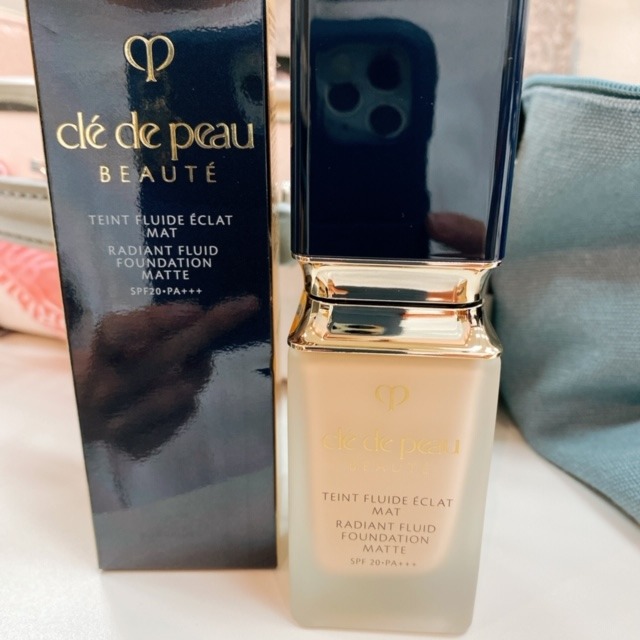 clé de peau
BEAUTÉ
TEINT FLUIDE ÉCLAT
MAT
RADIANT FLUID
FOUNDATION
MATTE
SPF20•PA+++
clé de peau
BEAUTÉ
TEINT FLUIDE ÉCLAT
MAT
RADIANT FLUID
FOUNDATION
MATTE
SPF 20•PA+++